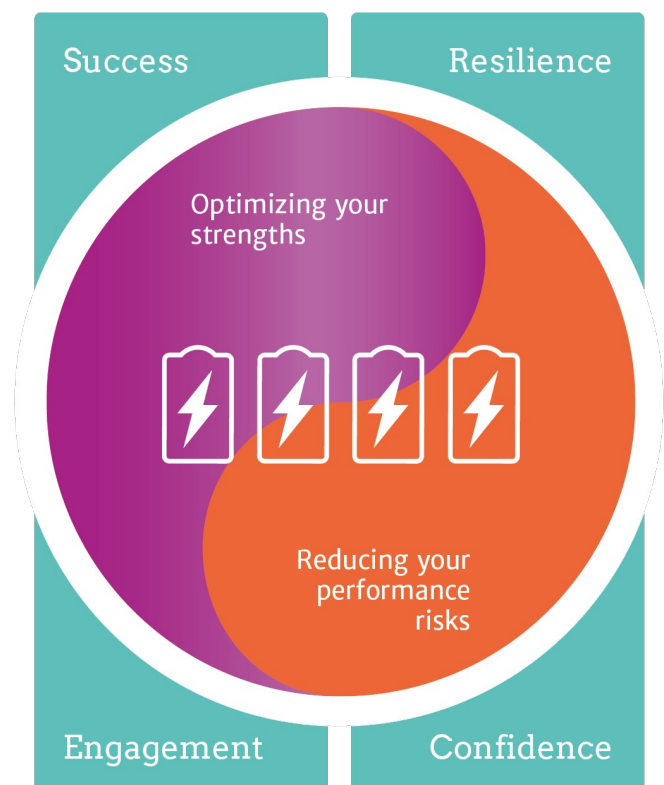 Success
Resilience
Optimizing your
strengths
Reducing your
performance
risks
Engagement
Confidence